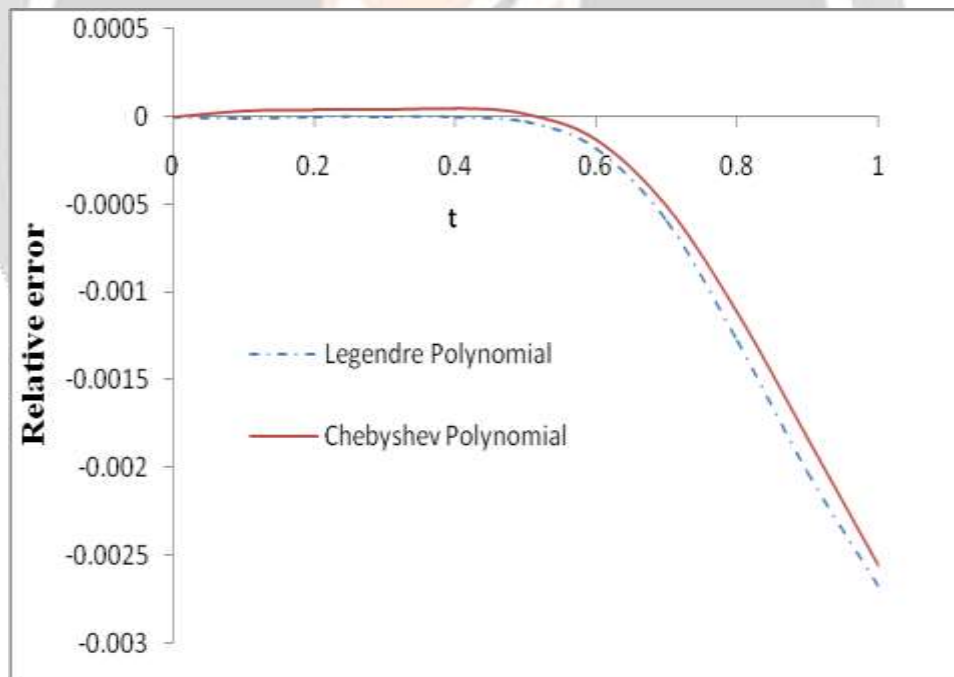 0.0005
0
0 0.2 0.4 0.6 0.8 1
-0.0005
t
-0.001
Relative error
Legendre Polynomial
-0.0015
Chebyshev Polynomial
-0.002
-0.0025
-0.003